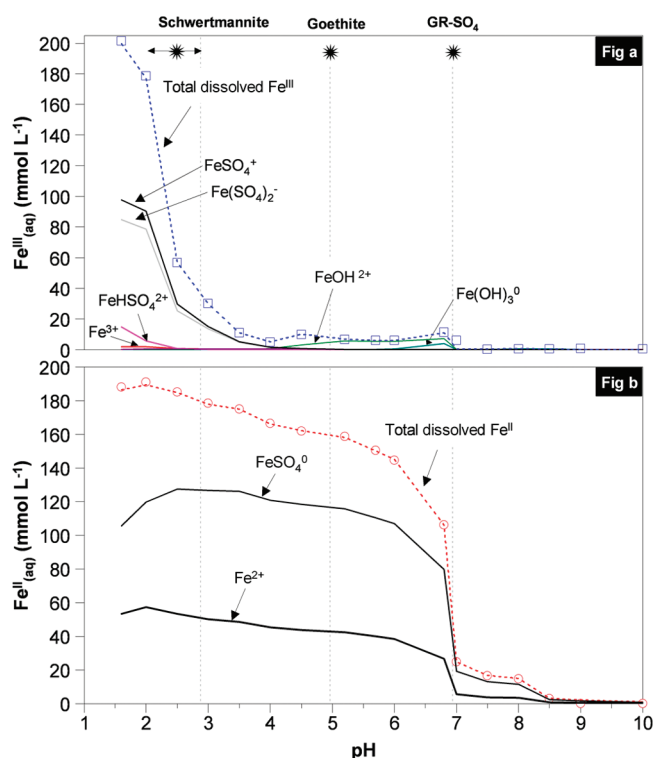 Schwertmannite Goethite GR-SO₄
Fig a
200
180
160
140
120
100
80
60
40
20
0
Feᴵᴵᴵ(aq) (mmol L⁻¹)
Total dissolved Feᴵᴵᴵ
FeSO₄⁺
Fe(SO₄)₂⁻
FeHSO₄²⁺
Fe³⁺
FeOH²⁺
Fe(OH)₃⁰
Fig b
200
180
160
140
120
100
80
60
40
20
0
Feᴵᴵ(aq) (mmol L⁻¹)
Total dissolved Feᴵᴵ
FeSO₄⁰
Fe²⁺
1 2 3 4 5 6 7 8 9 10
pH